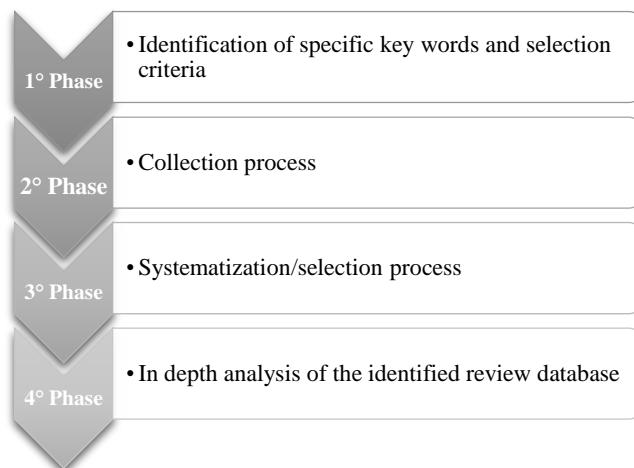 1° Phase
• Identification of specific key words and selection
criteria
2° Phase
• Collection process
3° Phase
• Systematization/selection process
4° Phase
• In depth analysis of the identified review database